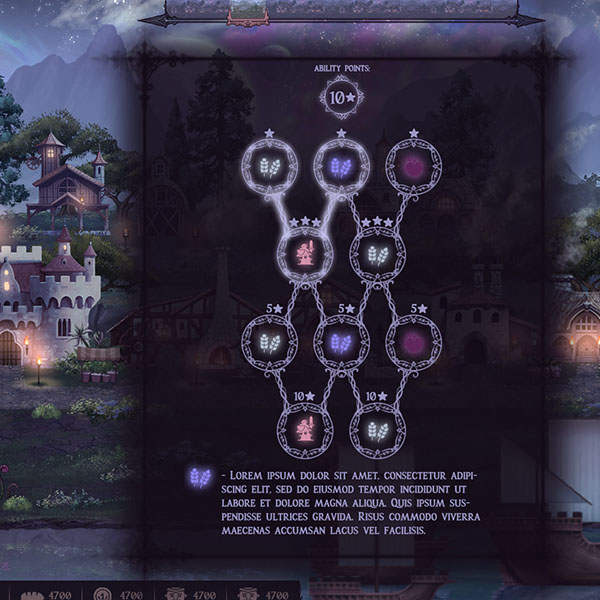 ABILITY POINTS:
10★
★ ★ ★
★★★ ★★★
5★ 5★ 5★
10★ 10★
- LOREM IPSUM DOLOR SIT AMET, CONSECTETUR ADIPI-
SCING ELIT, SED DO EIUSMOD TEMPOR INCIDIDUNT UT
LABORE ET DOLORE MAGNA ALIQUA. QUIS IPSUM SUS-
PENDISSE ULTRICES GRAVIDA. RISUS COMMODO VIVERRA
MAECENAS ACCUMSAN LACUS VEL FACILISIS.
4700 4700 4700 4700